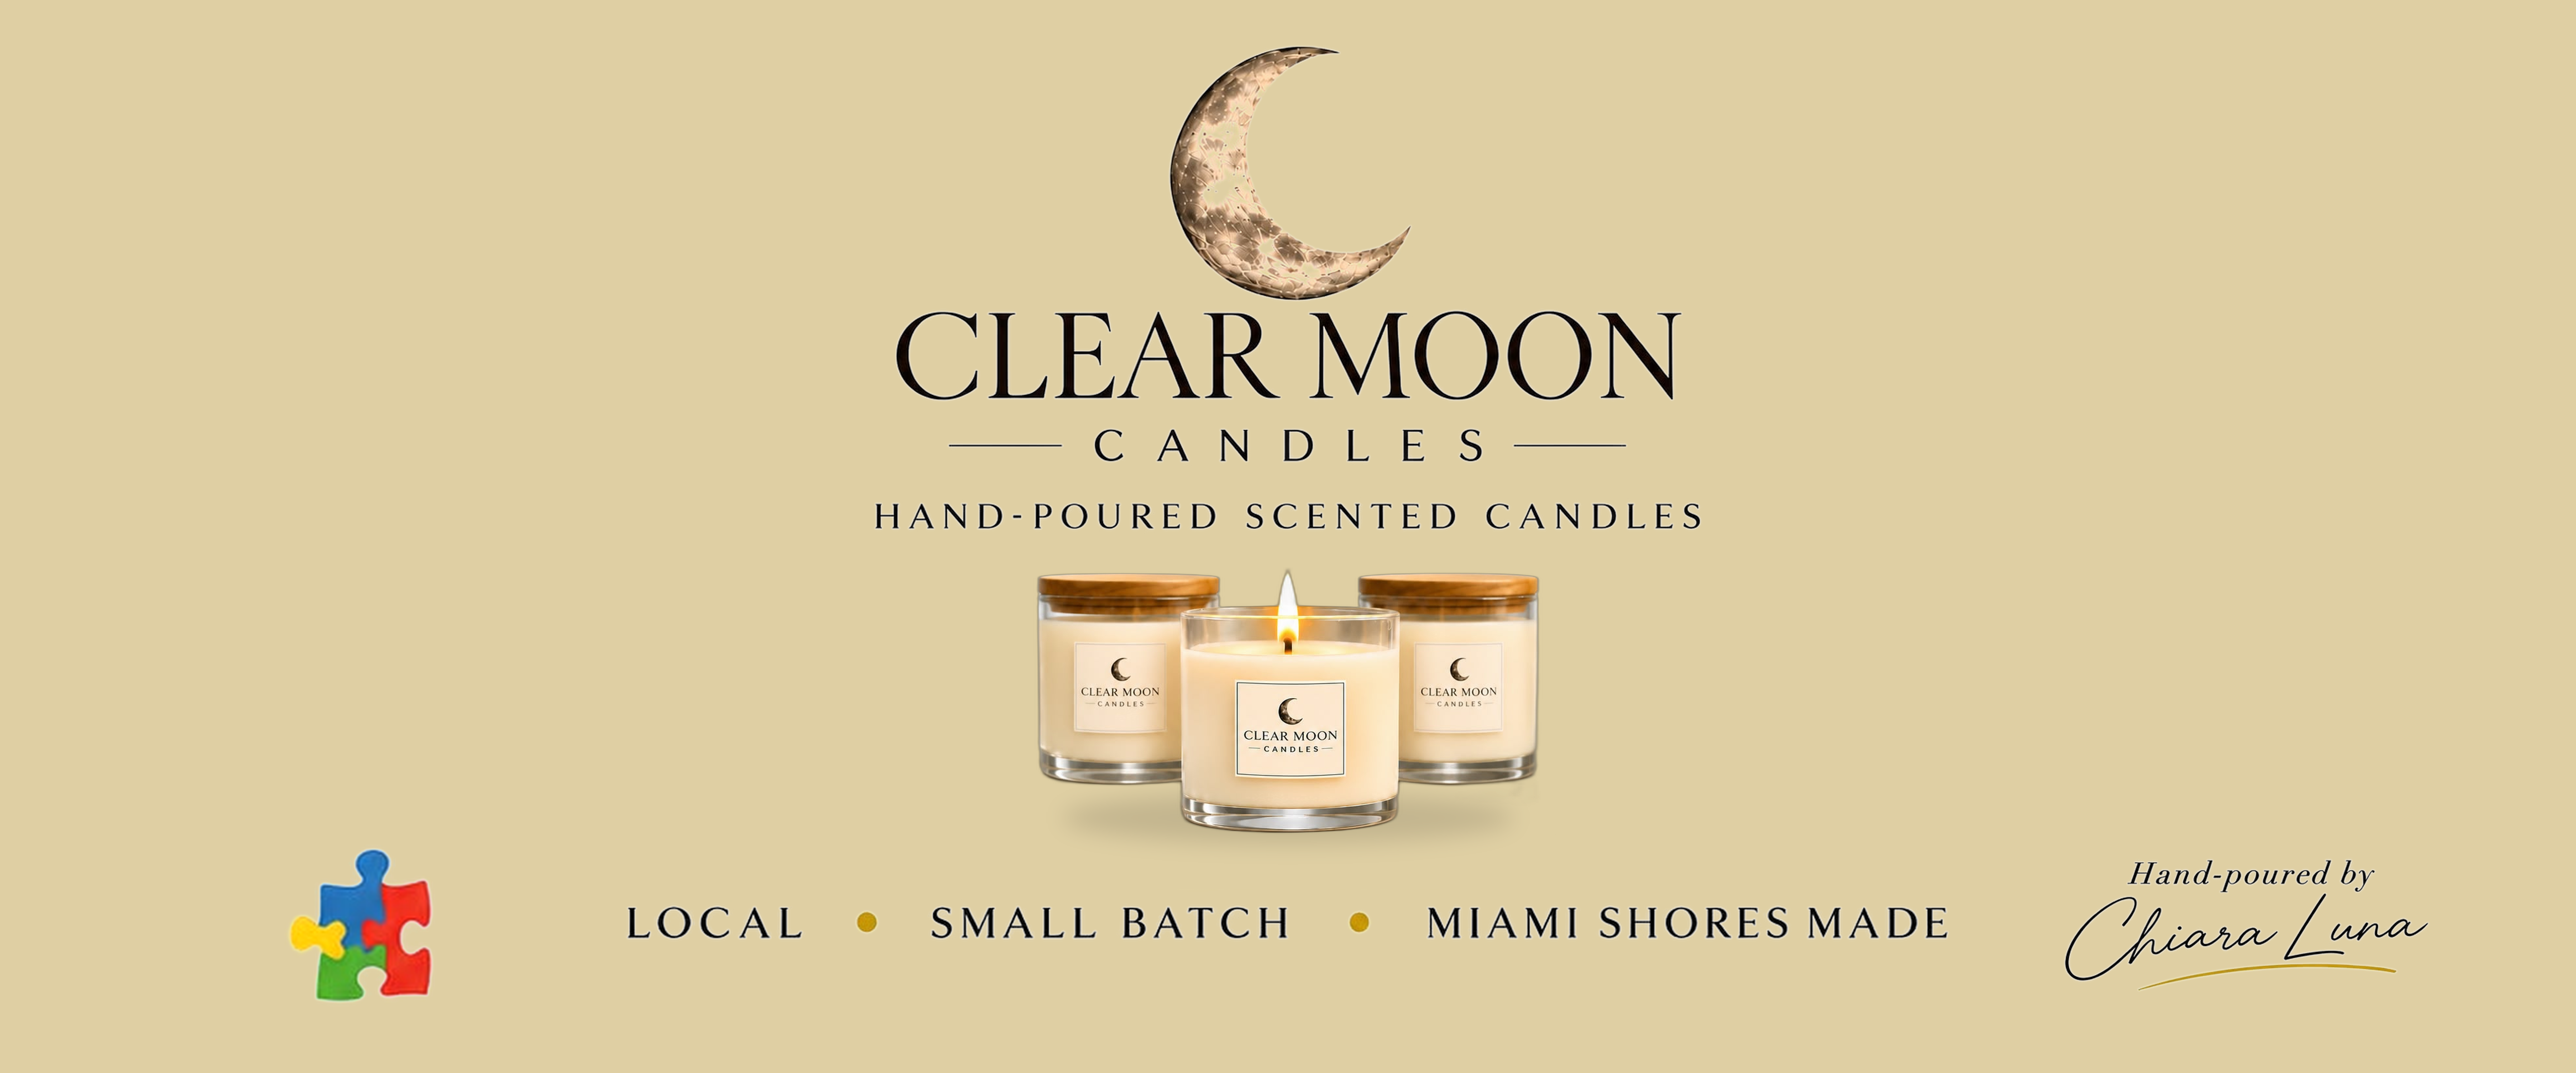 CLEAR MOON
CANDLES
HAND-POURED SCENTED CANDLES
CLEAR MOON
CANDLES
CLEAR MOON
CANDLES
CLEAR MOON
CANDLES
LOCAL • SMALL BATCH • MIAMI SHORES MADE
Hand-poured by
Chiara Luna